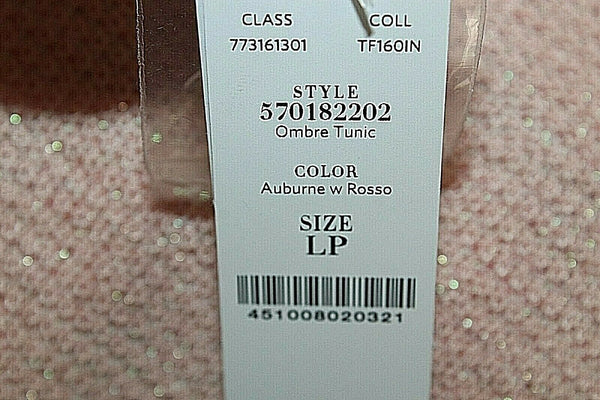 CLASS COLL
773161301 TF160IN
STYLE
570182202
Ombre Tunic
COLOR
Auburne w Rosso
SIZE
LP
451008020321